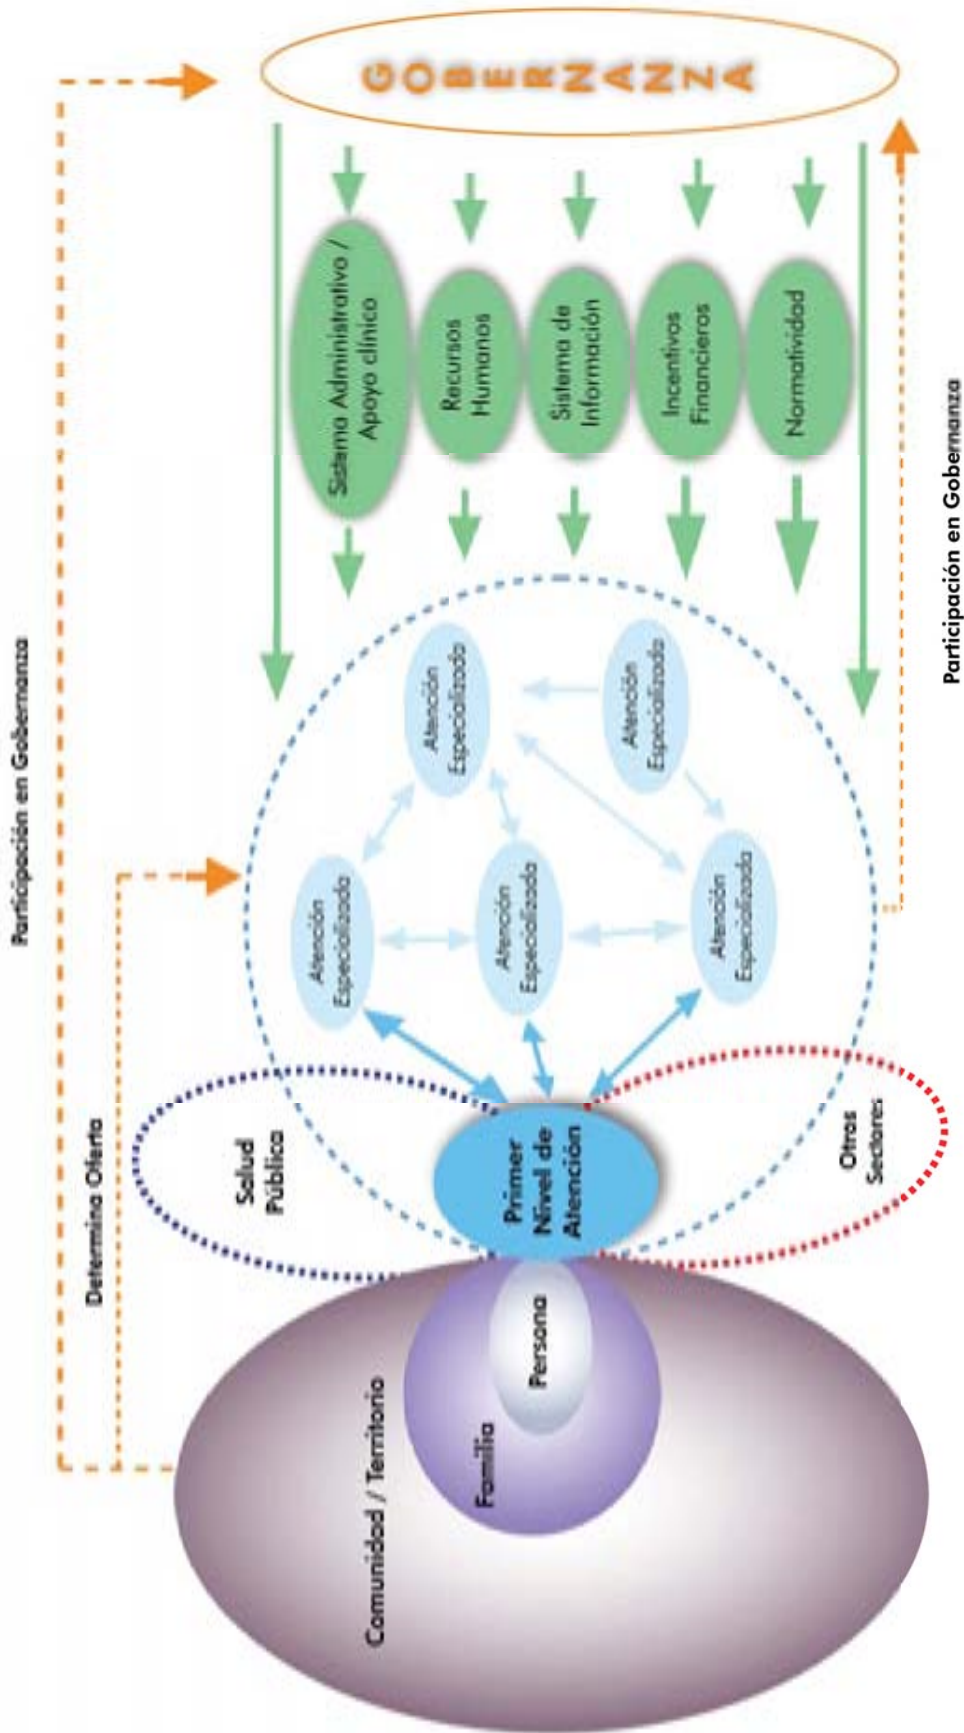 Participación en Gobernanza
Determina Oferta
Salud
Pública
Comunidad / Territorio
Familia
Persona
Primer
Nivel de
Atención
Atención
Especializada
Atención
Especializada
Atención
Especializada
Atención
Especializada
Atención
Especializada
Sistema Administrativo /
Apoyo clínico
Recursos
Humanos
Sistema de
Información
Incentivos
Financieros
Normatividad
GOBERNANZA
Otros
Sectores
Participación en Gobernanza